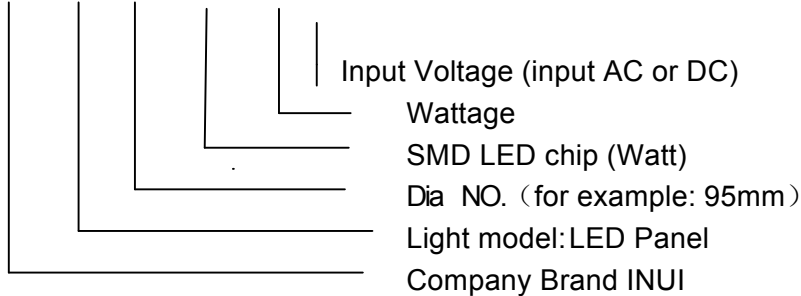 Input Voltage (input AC or DC)
Wattage
SMD LED chip (Watt)
Dia NO.（for example: 95mm）
Light model:LED Panel
Company Brand INUI